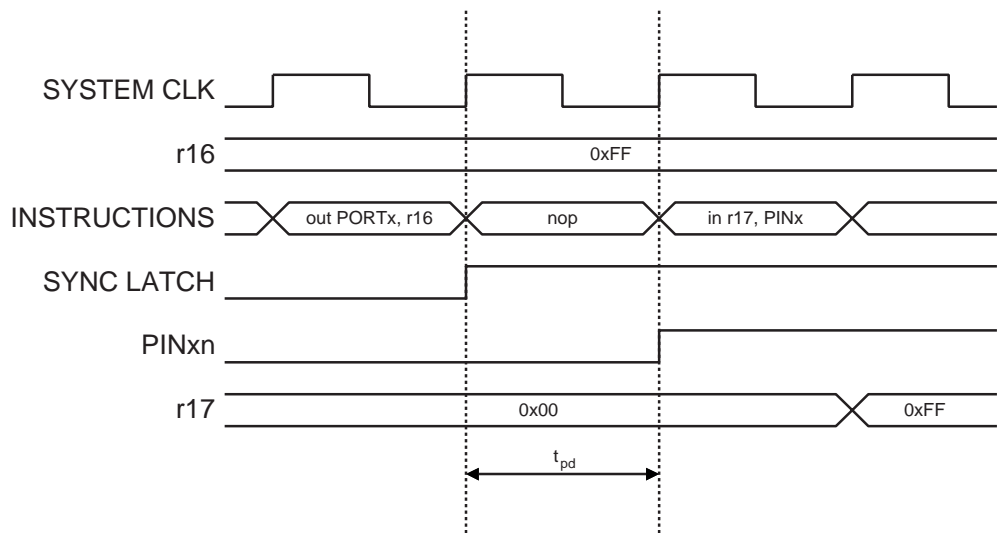 SYSTEM CLK
r16
0xFF
INSTRUCTIONS
out PORTx, r16
nop
in r17, PINx
SYNC LATCH
PINxn
r17
0x00
0xFF
tpd